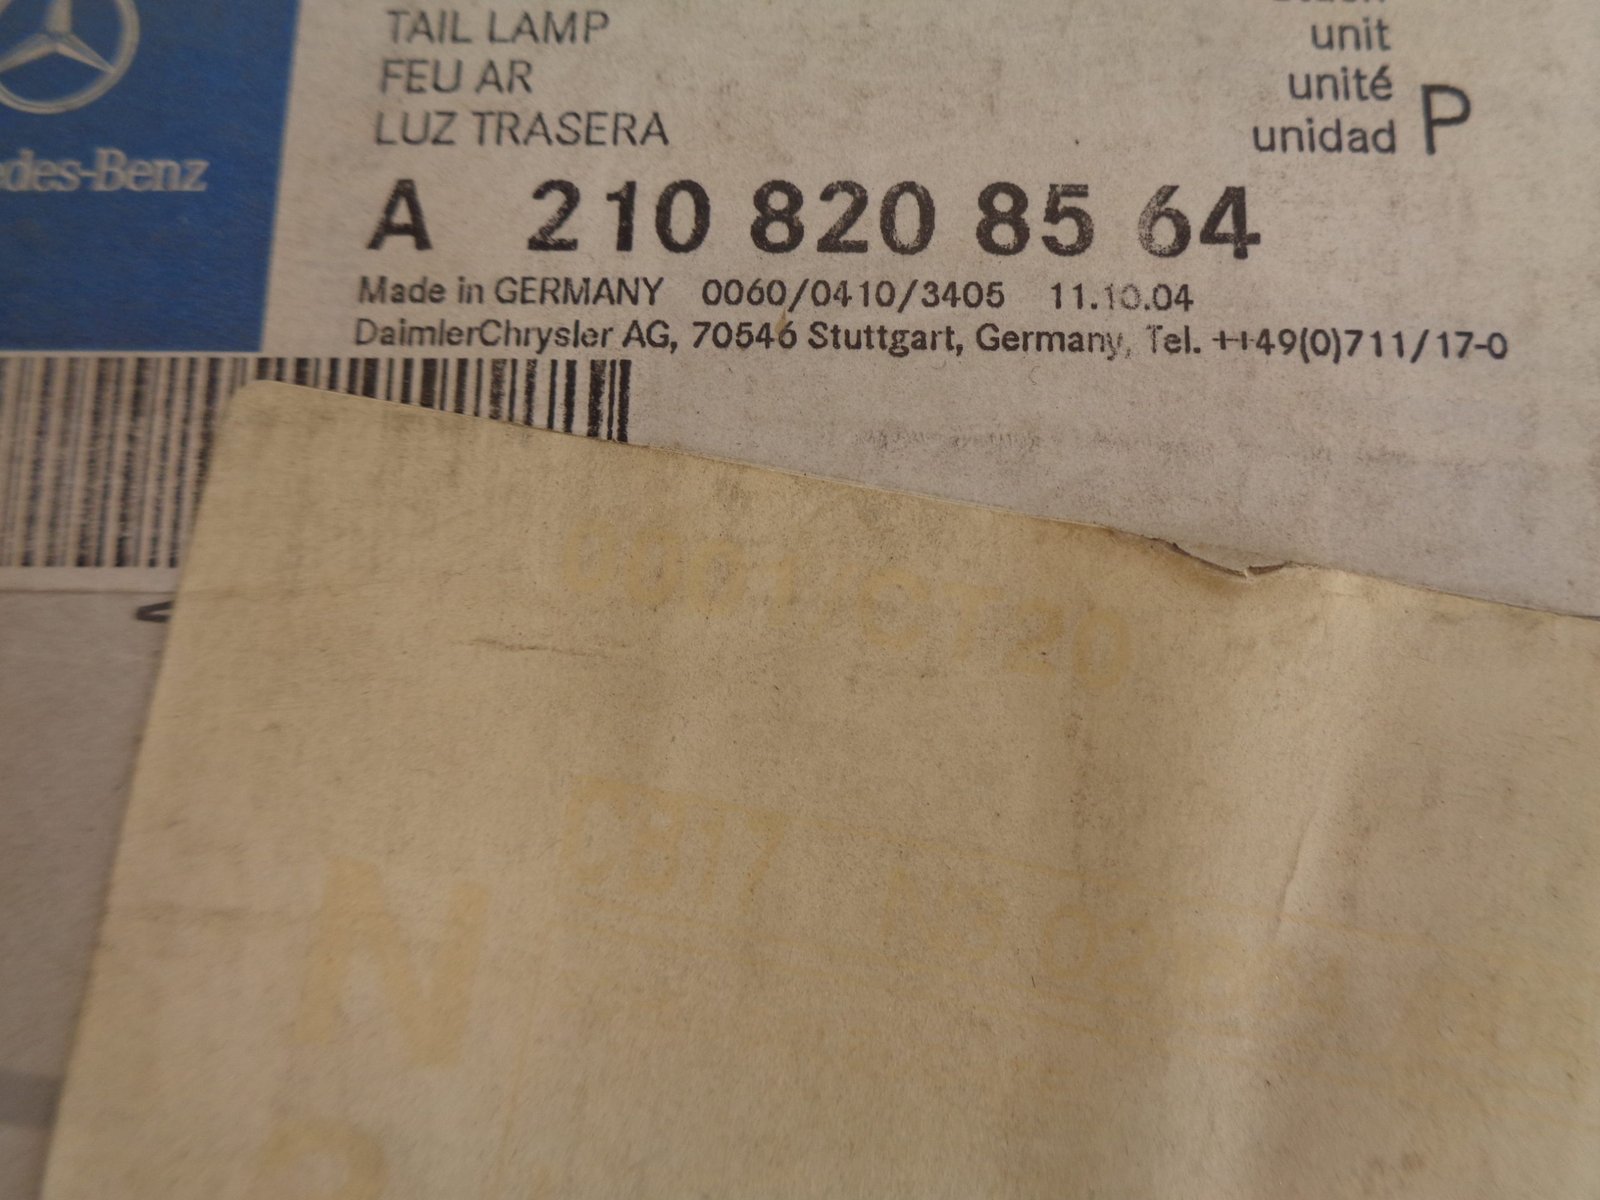 TAIL LAMP
FEU AR
LUZ TRASERA
unit
unité
unidad P
des-Benz
A 210 820 85 64
Made in GERMANY 0060/0410/3405 11.10.04
DaimlerChrysler AG, 70546 Stuttgart, Germany, Tel. ++49(0)711/17-0